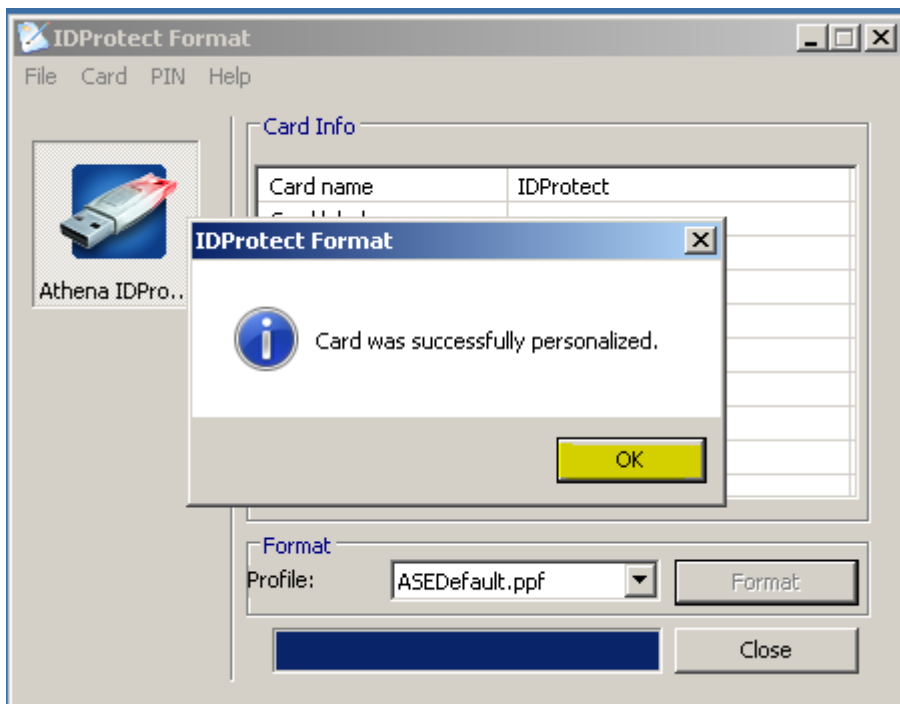 IDProtect Format
File Card PIN Help
Card Info
Card name IDProtect
Athena IDPro..
IDProtect Format
Card was successfully personalized.
OK
Format
Profile: ASEDefault.ppf Format
Close